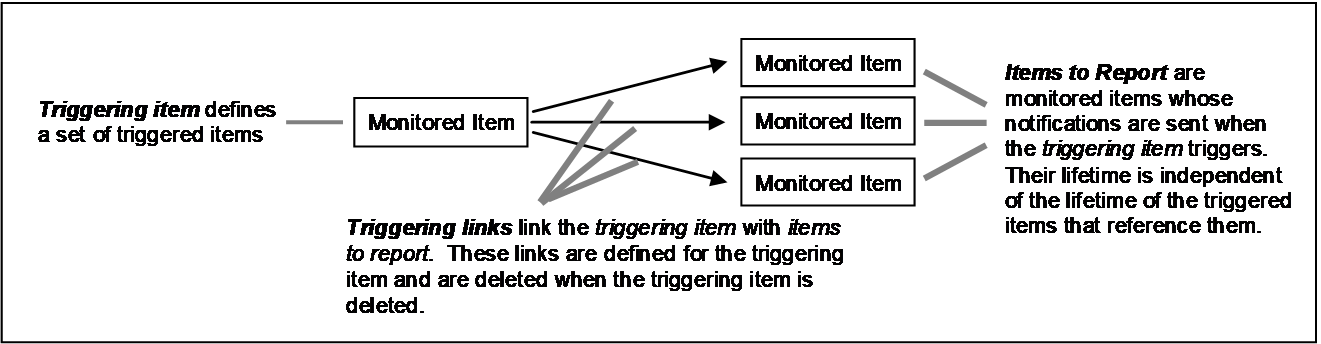 Triggering item defines
a set of triggered items
Monitored Item
Monitored Item
Monitored Item
Monitored Item
Triggering links link the triggering item with items
to report. These links are defined for the triggering
item and are deleted when the triggering item is
deleted.
Items to Report are
monitored items whose
notifications are sent when
the triggering item triggers.
Their lifetime is independent
of the lifetime of the triggered
items that reference them.